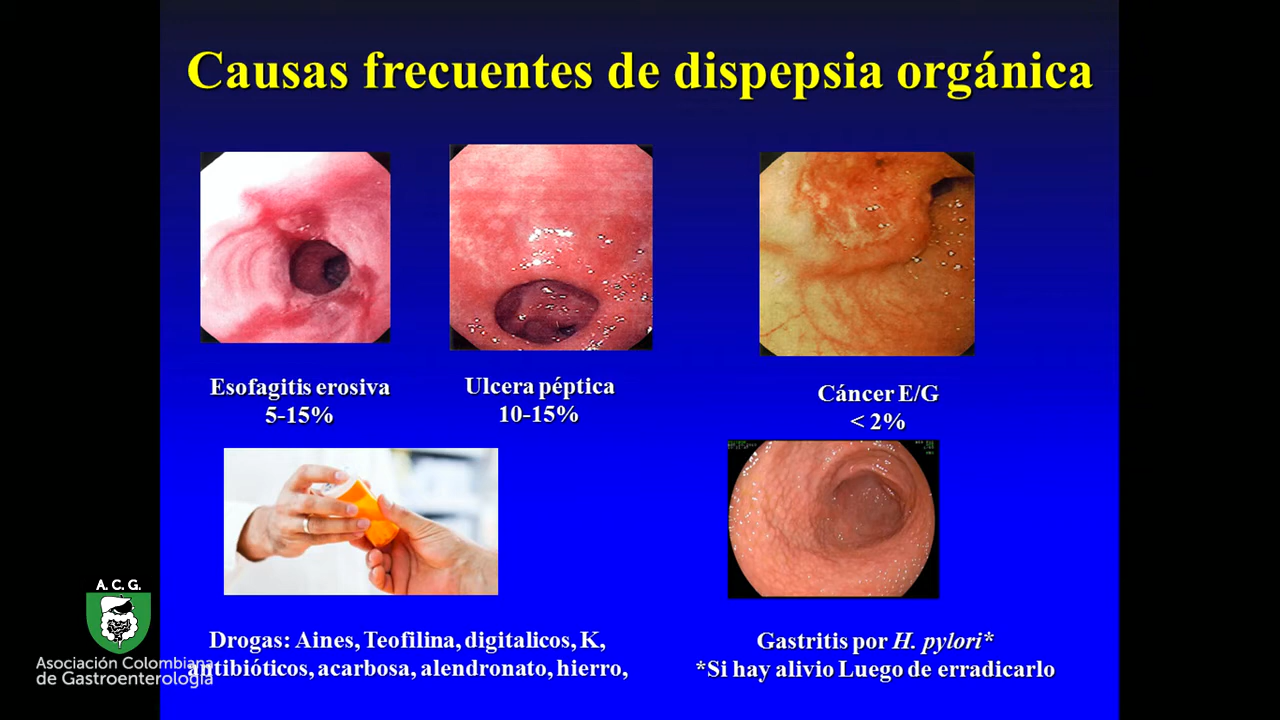 Causas frecuentes de dispepsia orgánica
Esofagitis erosiva
5-15%
Ulcera péptica
10-15%
Cáncer E/G
< 2%
Drogas: Aines, Teofilina, digitalicos, K,
antibióticos, acarbosa, alendronato, hierro,
Gastritis por H. pylori*
*Si hay alivio Luego de erradicarlo
A. C. G.
Asociación Colombiana
de Gastroenterología